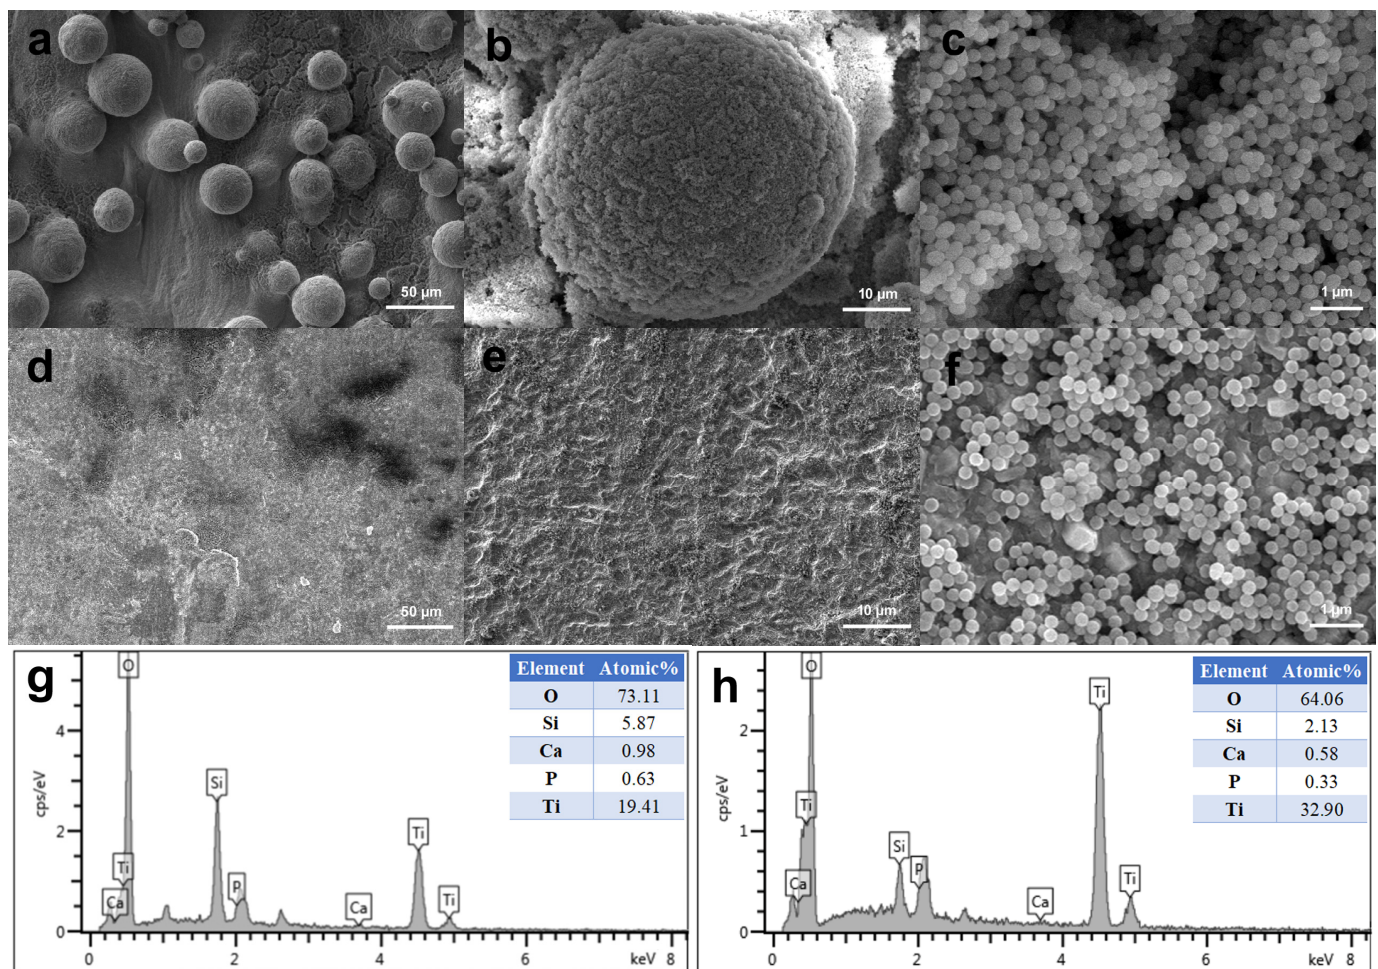 a
b
c
50 µm
10 µm
1 µm
d
e
f
50 µm
10 µm
1 µm
g
O
Element Atomic%
O 73.11
Si 5.87
Ca 0.98
P 0.63
Ti 19.41
4
cps/eV
Si
2
Ti
Ti
P
Ca
Ca
Ti
0
0 2 4 6 keV 8
h
O
Ti
Element Atomic%
O 64.06
Si 2.13
Ca 0.58
P 0.33
Ti 32.90
2
cps/eV
Ti
1
Si
P
Ca
Ti
Ca
0
0 2 4 6 keV 8